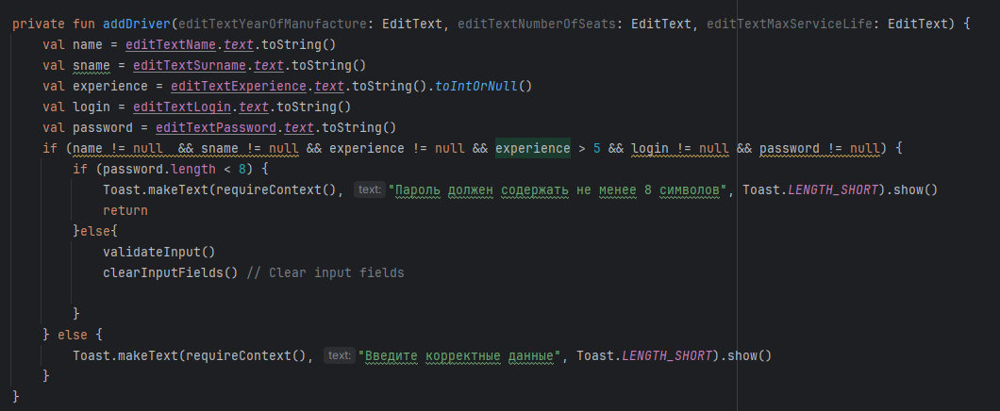 private fun addDriver(editTextYearOfManufacture: EditText, editTextNumberOfSeats: EditText, editTextMaxServiceLife: EditText) {
    val name = editTextName.text.toString()
    val sname = editTextSurname.text.toString()
    val experience = editTextExperience.text.toString().toIntOrNull()
    val login = editTextLogin.text.toString()
    val password = editTextPassword.text.toString()
    if (name != null  && sname != null && experience != null && experience > 5 && login != null && password != null) {
        if (password.length < 8) {
            Toast.makeText(requireContext(), text: "Пароль должен содержать не менее 8 символов", Toast.LENGTH_SHORT).show()
            return
        }else{
            validateInput()
            clearInputFields() // Clear input fields
        }
    } else {
        Toast.makeText(requireContext(), text: "Введите корректные данные", Toast.LENGTH_SHORT).show()
    }
}